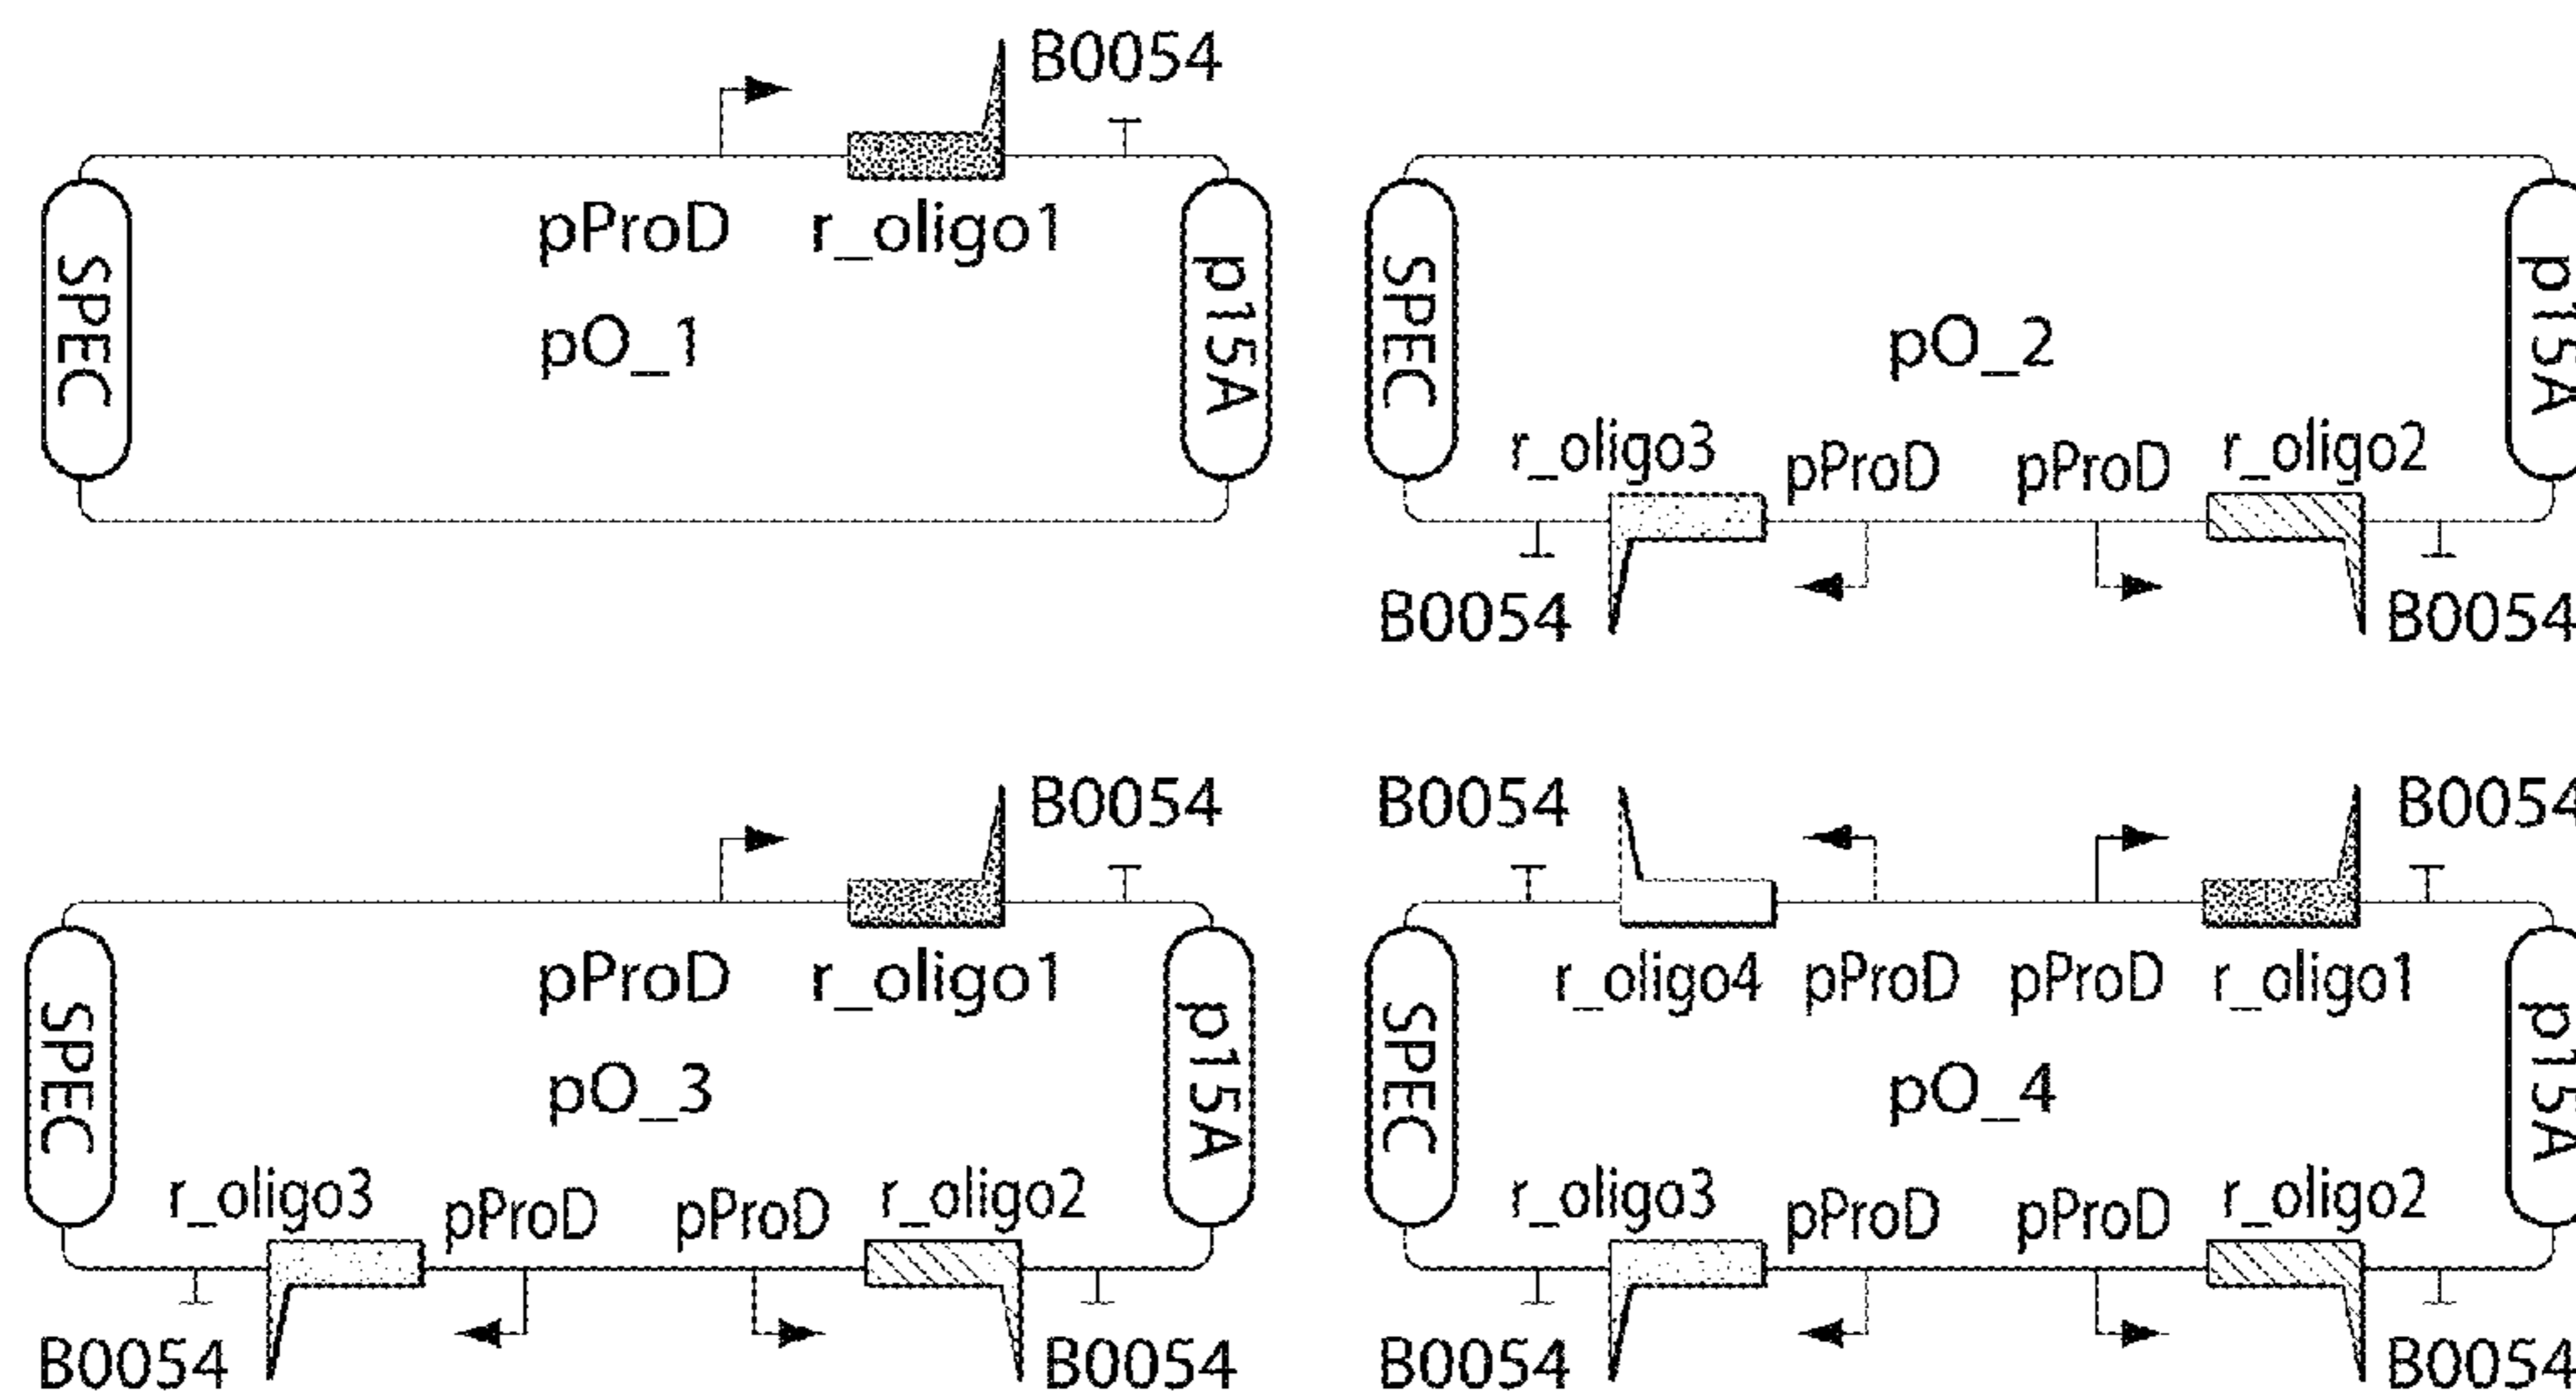 B0054
pProD r_oligo1
SPEC
pO_1
p15A
SPEC
pO_2
p15A
r_oligo3 pProD pProD r_oligo2
B0054 B0054
B0054
pProD r_oligo1
SPEC
pO_3
p15A
r_oligo3 pProD pProD r_oligo2
B0054 B0054
B0054 B0054
r_oligo4 pProD pProD r_oligo1
SPEC
pO_4
p15A
r_oligo3 pProD pProD r_oligo2
B0054 B0054